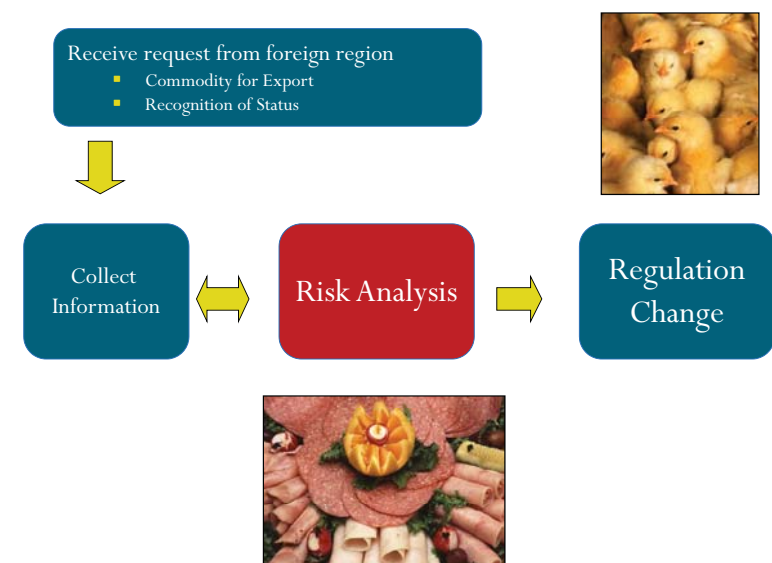 Receive request from foreign region
▪ Commodity for Export
▪ Recognition of Status
Collect
Information
Risk Analysis
Regulation
Change